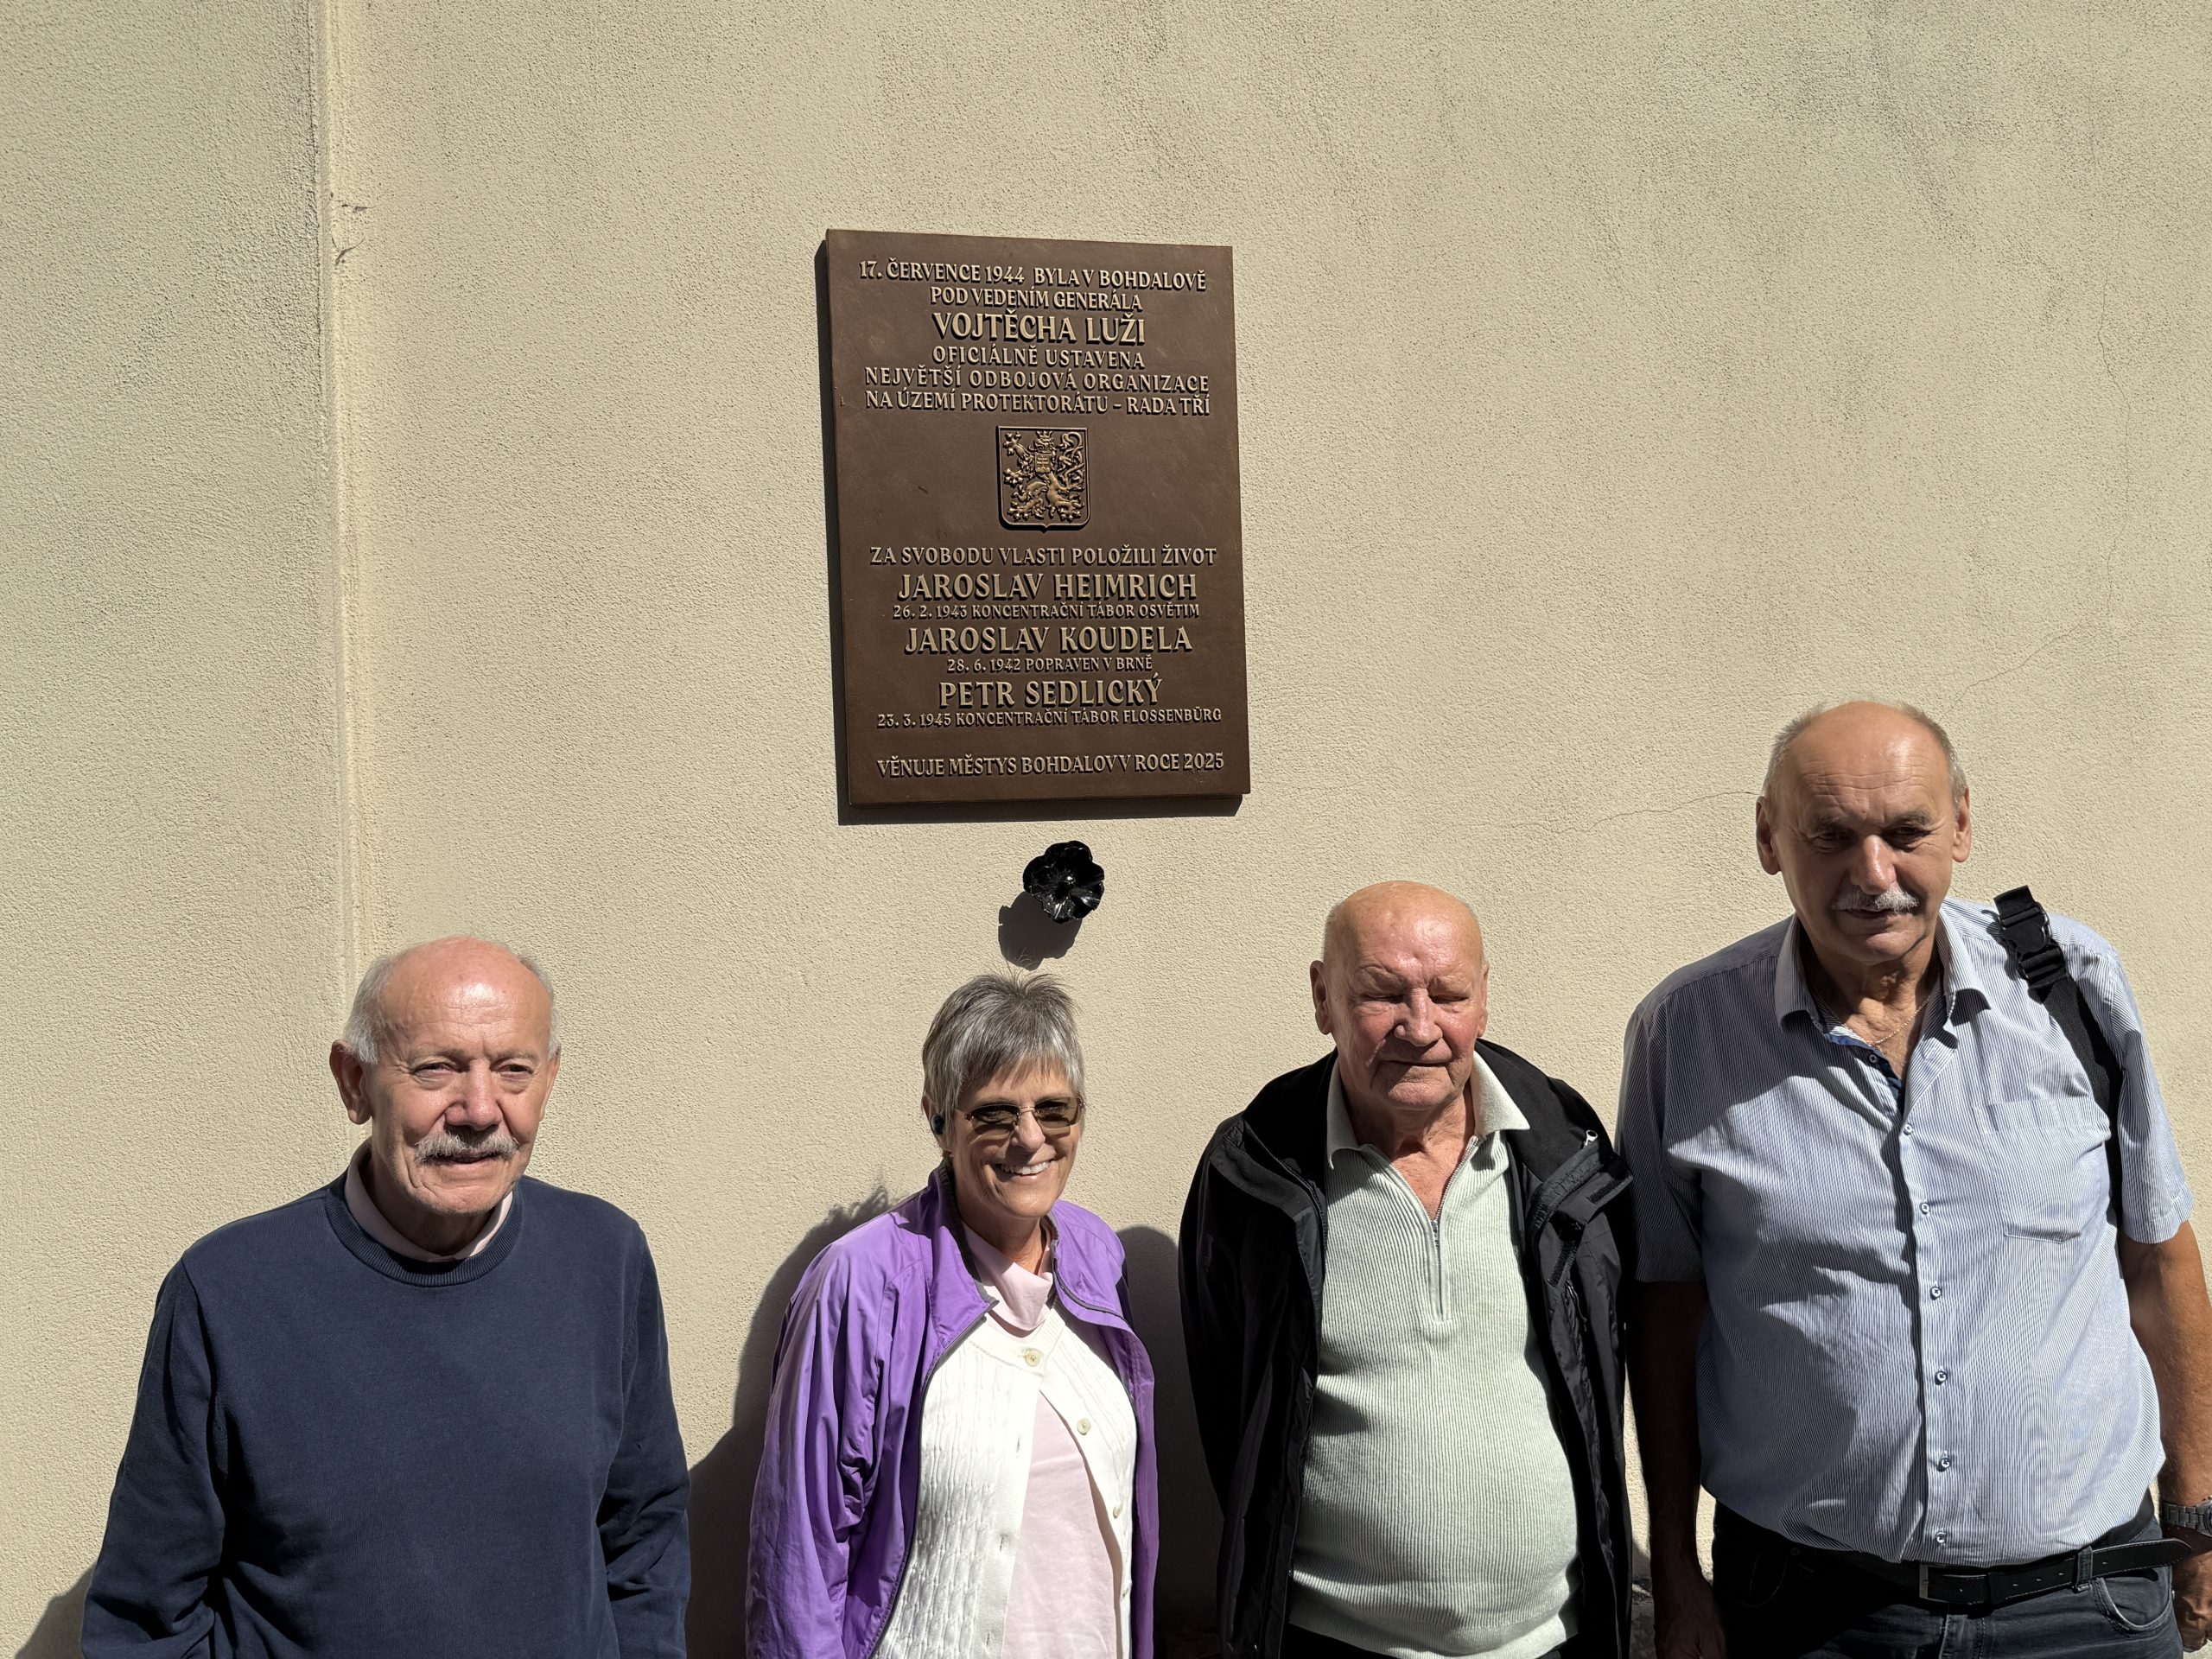 17. ČERVENCE 1944 BYLA V BOHDALOVĚ
POD VEDENÍM GENERÁLA
VOJTĚCHA LUŽI
OFICIÁLNĚ USTAVENA
NEJVĚTŠÍ ODBOJOVÁ ORGANIZACE
NA ÚZEMÍ PROTEKTORÁTU – RADA TŘÍ
ZA SVOBODU VLASTI POLOŽILI ŽIVOT
JAROSLAV HEIMRICH
26. 2. 1943 KONCENTRAČNÍ TÁBOR OSVĚTIM
JAROSLAV KOUDELA
28. 6. 1942 POPRAVEN V BRNĚ
PETR SEDLICKÝ
23. 3. 1945 KONCENTRAČNÍ TÁBOR FLOSSENBÜRG
VĚNUJE MĚSTYS BOHDALOV V ROCE 2025